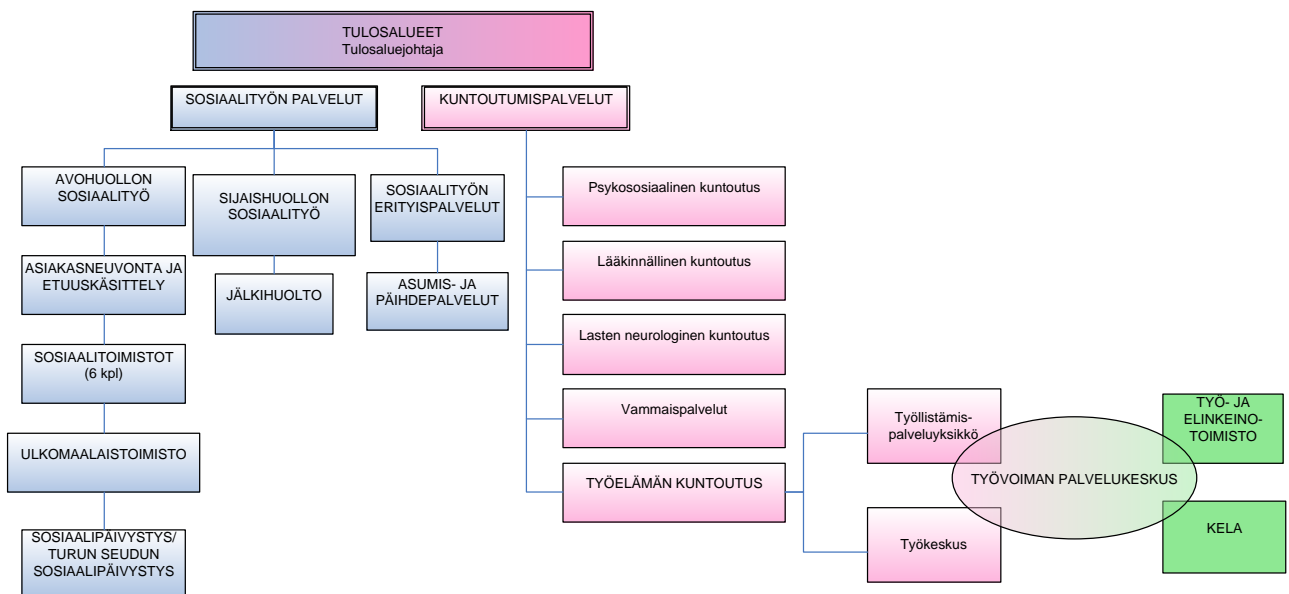 TULOSALUEET
Tulosaluejohtaja
SOSIAALITYÖN PALVELUT
KUNTOUTUMISPALVELUT
AVOHUOLLON
SOSIAALITYÖ
SIJAISHUOLLON
SOSIAALITYÖ
SOSIAALITYÖN
ERITYISPALVELUT
ASIAKASNEUVONTA JA
ETUUSKÄSITTELY
JÄLKIHUOLTO
ASUMIS- JA
PÄIHDEPALVELUT
SOSIAALITOIMISTOT
(6 kpl)
ULKOMAALAISTOIMISTO
SOSIAALIPÄIVYSTYS/
TURUN SEUDUN
SOSIAALIPÄIVYSTYS
Psykososiaalinen kuntoutus
Lääkinnällinen kuntoutus
Lasten neurologinen kuntoutus
Vammaispalvelut
TYÖELÄMÄN KUNTOUTUS
Työllistämis-
palveluyksikkö
Työkeskus
TYÖVOIMAN PALVELUKESKUS
TYÖ- JA
ELINKEINO-
TOIMISTO
KELA